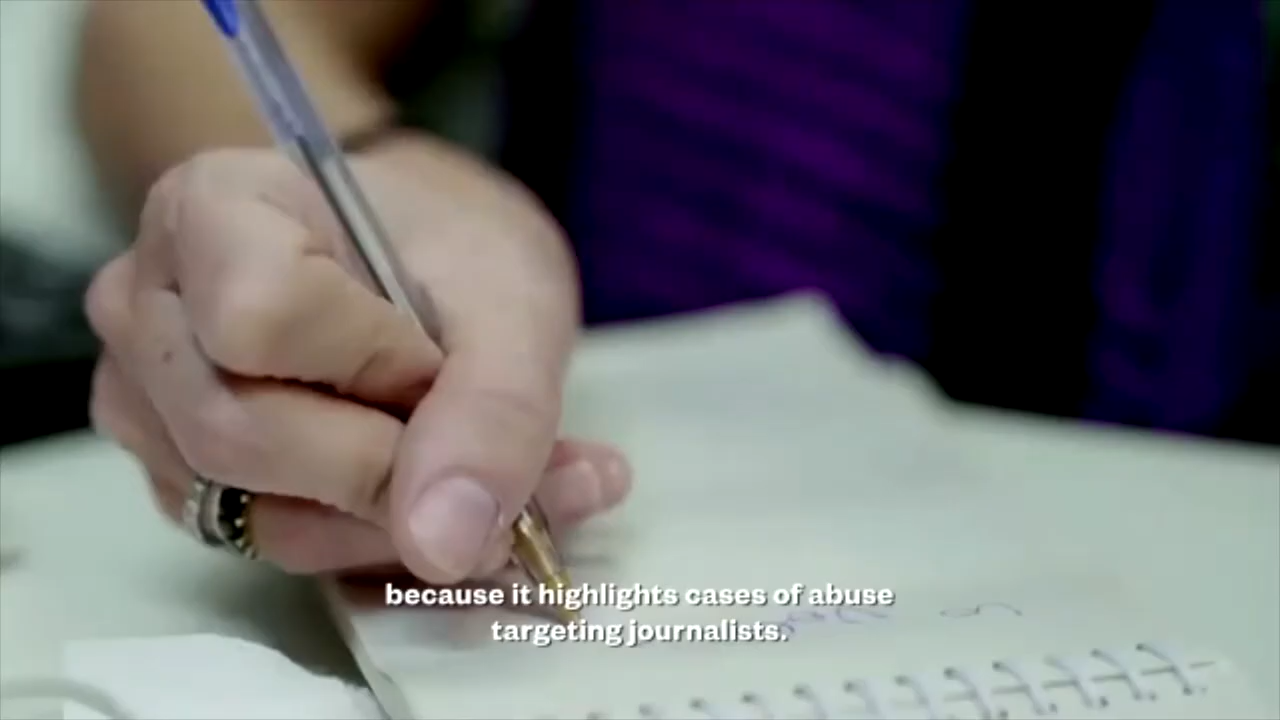 because it highlights cases of abuse
targeting journalists.